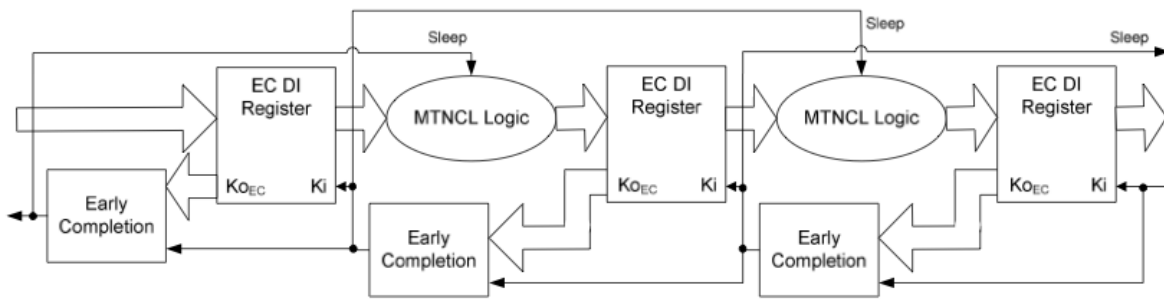 Sleep
Sleep
Sleep
EC DI
Register
MTNCL Logic
EC DI
Register
MTNCL Logic
EC DI
Register
KoEC
Ki
KoEC
Ki
KoEC
Ki
Early
Completion
Early
Completion
Early
Completion